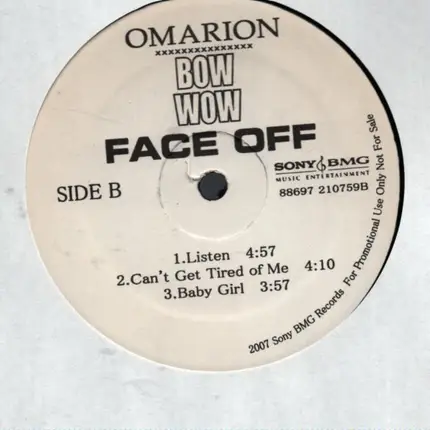 OMARION
xxxxxxxxxxxxxxxxxx
BOW
WOW
FACE OFF
SIDE B
SONY BMG
MUSIC ENTERTAINMENT
88697 210759B
1.Listen 4:57
2.Can't Get Tired of Me 4:10
3.Baby Girl 3:57
2007 Sony BMG Records For Promotional Use Only Not For Sale